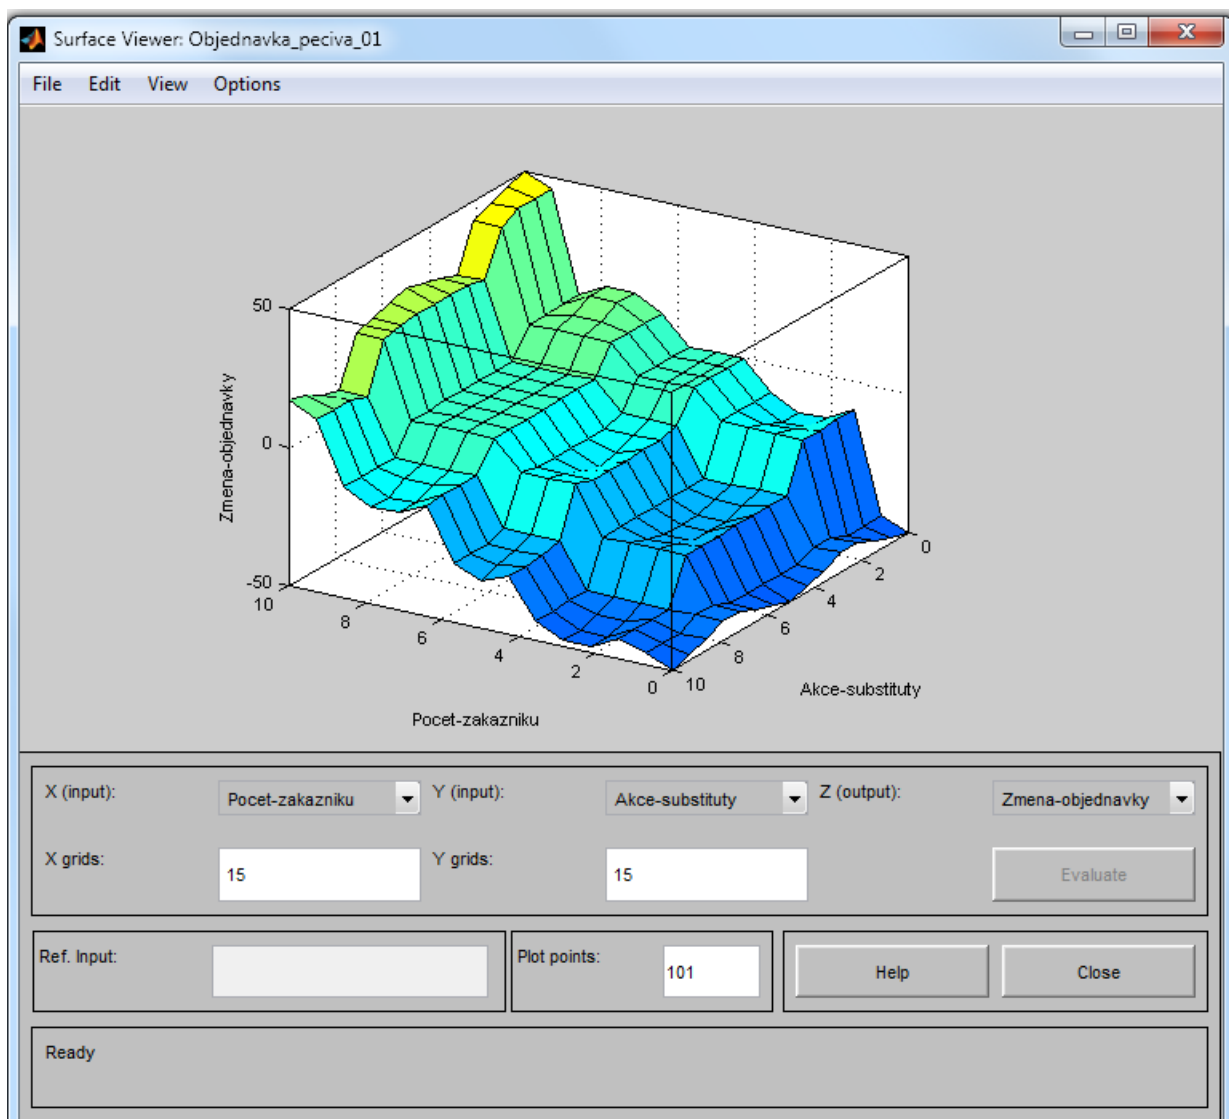 Surface Viewer: Objednavka_peciva_01
File Edit View Options
50
0
-50
Zmena-objednavky
10
8
6
4
2
0
Pocet-zakazniku
10
8
6
4
2
0
Akce-substituty
X (input): Pocet-zakazniku Y (input): Akce-substituty Z (output): Zmena-objednavky
X grids: 15 Y grids: 15 Evaluate
Ref. Input: Plot points: 101 Help Close
Ready